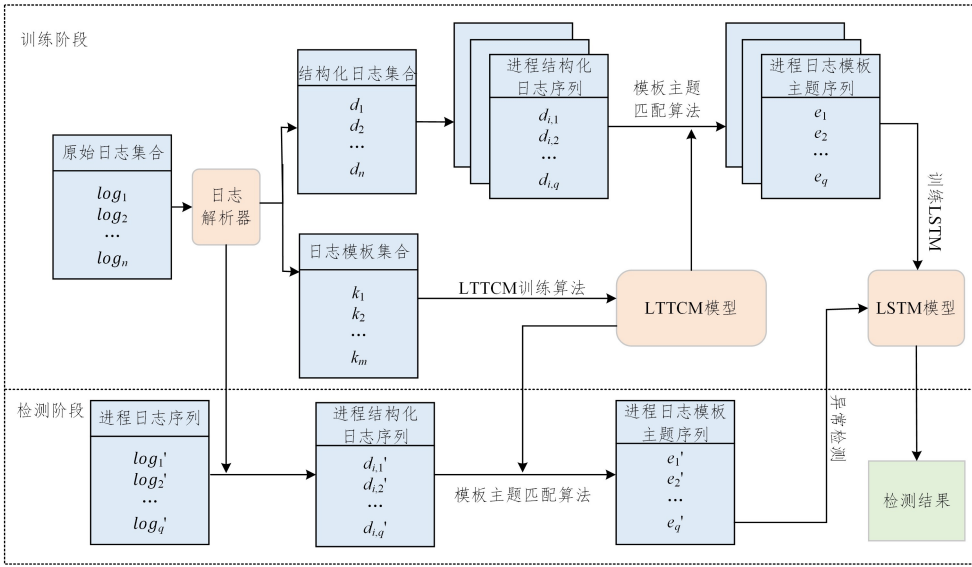 训练阶段
原始日志集合
log1
log2
...
logn
日志
解析器
结构化日志集合
d1
d2
...
dn
日志模板集合
k1
k2
...
km
进程结构化
日志序列
di,1
di,2
...
di,q
模板主题
匹配算法
进程日志模板
主题序列
e1
e2
...
eq
训练LSTM
LTTCM训练算法
LTTCM模型
LSTM模型
检测阶段
进程日志序列
log1'
log2'
...
logq'
进程结构化
日志序列
di,1'
di,2'
...
di,q'
模板主题匹配算法
进程日志模板
主题序列
e1'
e2'
...
eq'
异常检测
检测结果